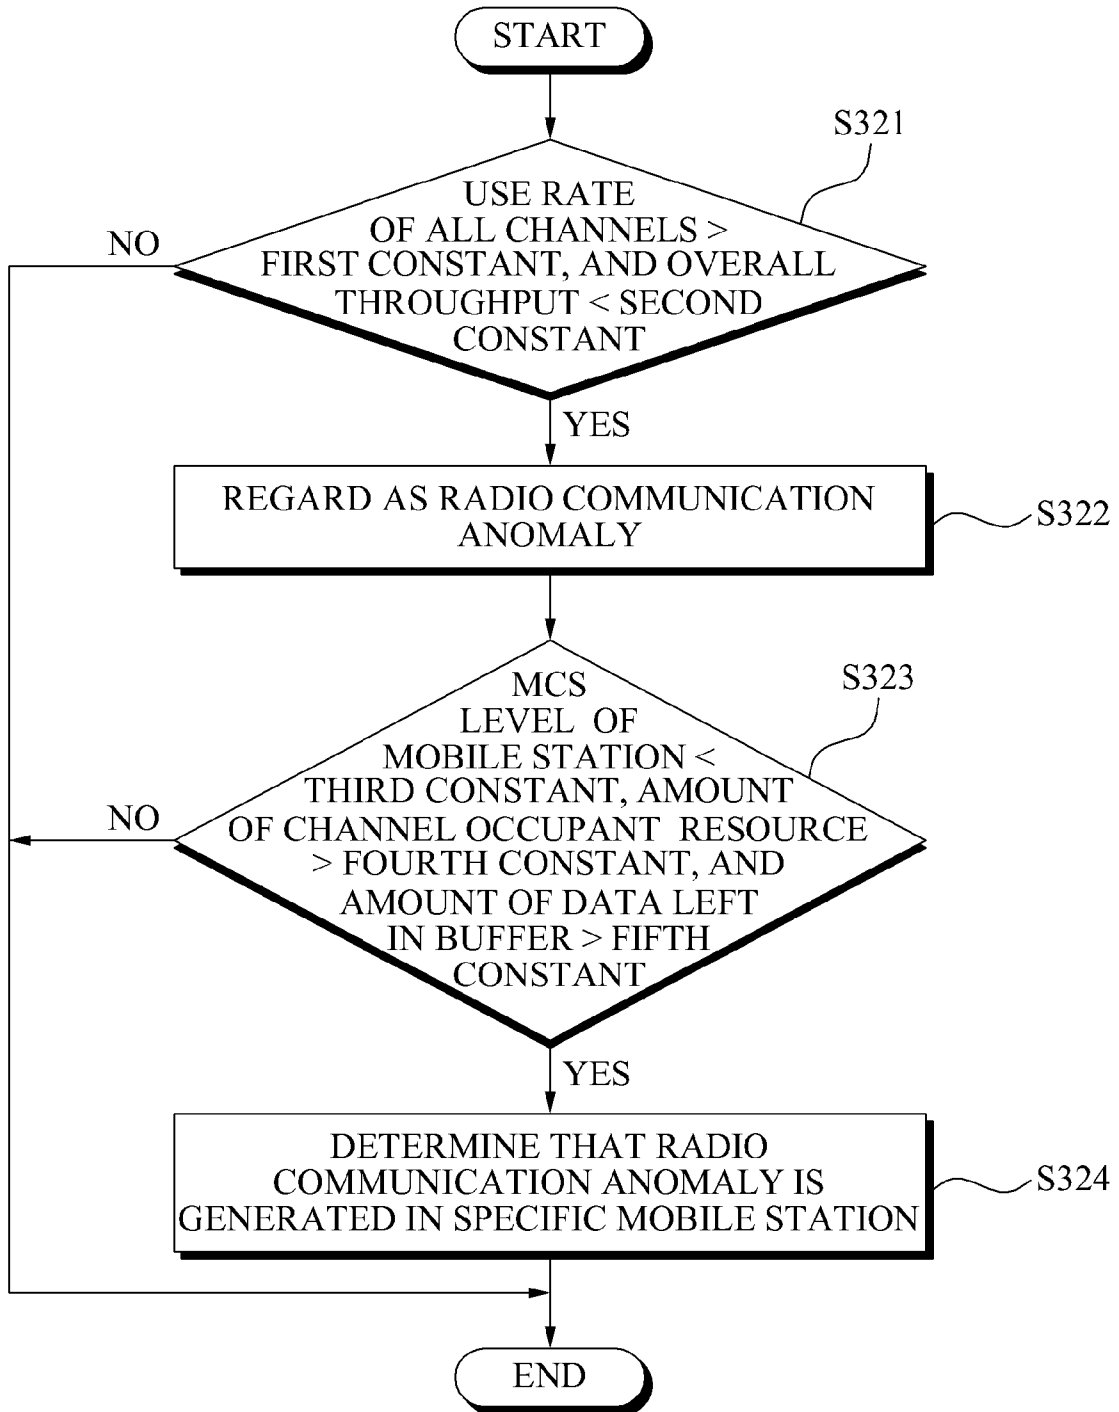 START
S321
USE RATE
OF ALL CHANNELS >
FIRST CONSTANT, AND OVERALL
THROUGHPUT < SECOND
CONSTANT
NO
YES
REGARD AS RADIO COMMUNICATION
ANOMALY
S322
S323
MCS
LEVEL OF
MOBILE STATION <
THIRD CONSTANT, AMOUNT
OF CHANNEL OCCUPANT RESOURCE
> FOURTH CONSTANT, AND
AMOUNT OF DATA LEFT
IN BUFFER > FIFTH
CONSTANT
NO
YES
DETERMINE THAT RADIO
COMMUNICATION ANOMALY IS
GENERATED IN SPECIFIC MOBILE STATION
S324
END